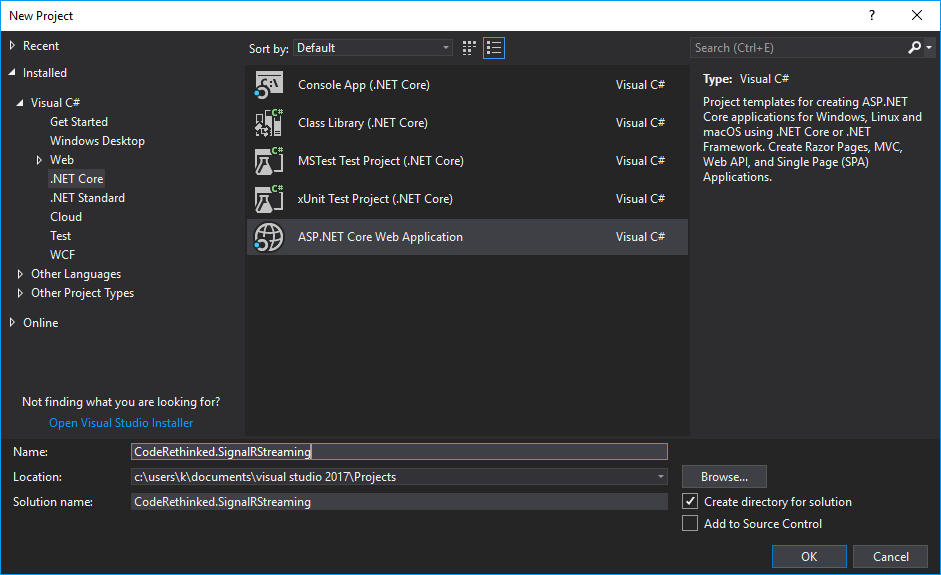 New Project
?
Recent
Installed
Visual C#
Get Started
Windows Desktop
Web
.NET Core
.NET Standard
Cloud
Test
WCF
Other Languages
Other Project Types
Online
Not finding what you are looking for?
Open Visual Studio Installer
Sort by: Default
Console App (.NET Core) Visual C#
Class Library (.NET Core) Visual C#
MSTest Test Project (.NET Core) Visual C#
xUnit Test Project (.NET Core) Visual C#
ASP.NET Core Web Application Visual C#
Search (Ctrl+E)
Type: Visual C#
Project templates for creating ASP.NET
Core applications for Windows, Linux and
macOS using .NET Core or .NET
Framework. Create Razor Pages, MVC,
Web API, and Single Page (SPA)
Applications.
Name: CodeRethinked.SignalRStreaming
Location: c:\users\k\documents\visual studio 2017\Projects
Browse...
Solution name: CodeRethinked.SignalRStreaming
Create directory for solution
Add to Source Control
OK
Cancel